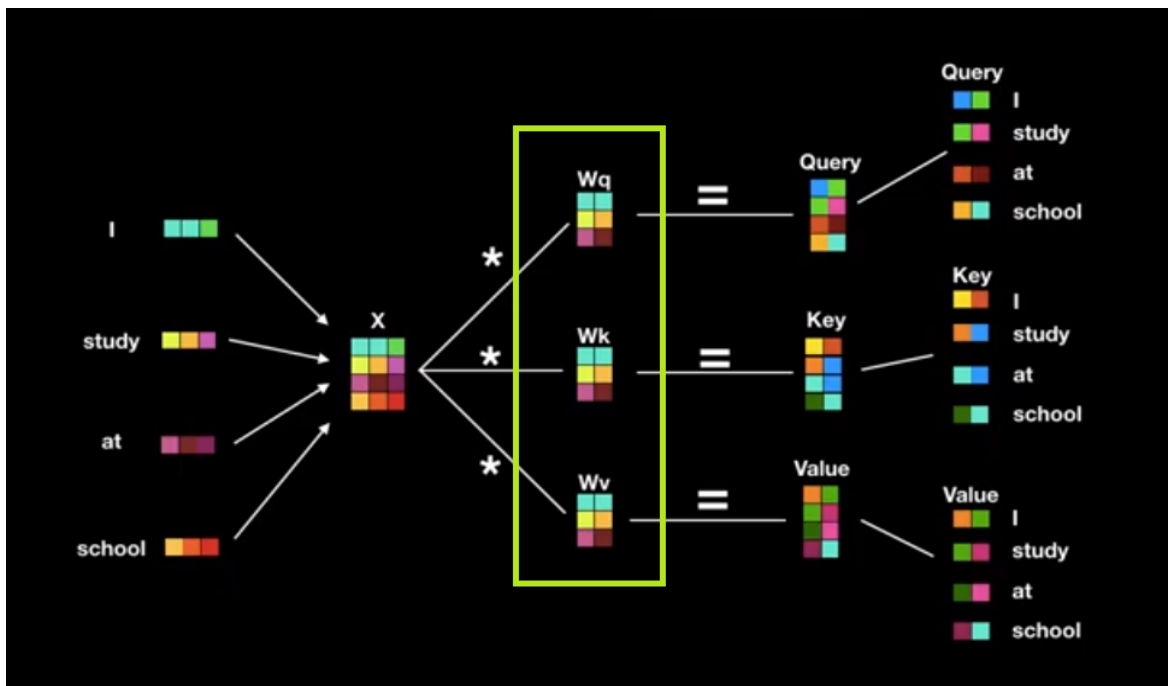 I
study
at
school
X
*
*
*
Wq
Wk
Wv
=
=
=
Query
Key
Value
Query
I
study
at
school
Key
I
study
at
school
Value
I
study
at
school